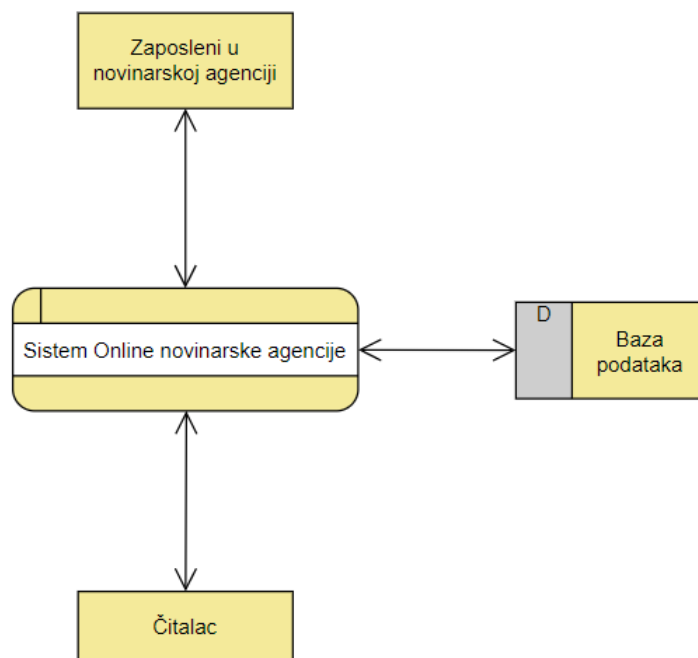 Zaposleni u
novinarskoj agenciji
Sistem Online novinarske agencije
D
Baza
podataka
Čitalac